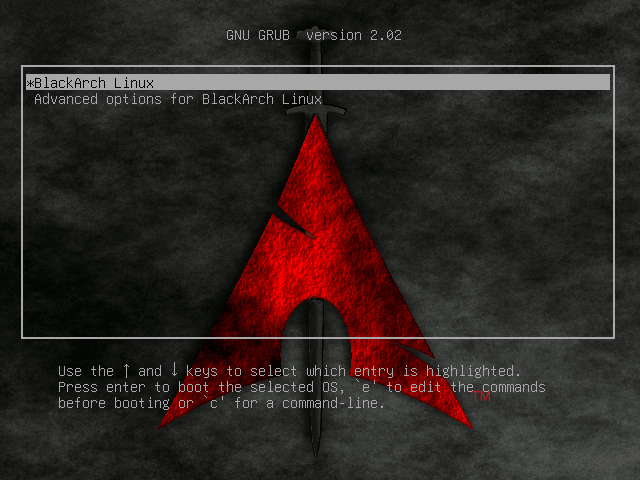 GNU GRUB  version 2.02
*BlackArch Linux
Advanced options for BlackArch Linux
Use the ↑ and ↓ keys to select which entry is highlighted.
Press enter to boot the selected OS, `e' to edit the commands
before booting or `c' for a command-line.
TM